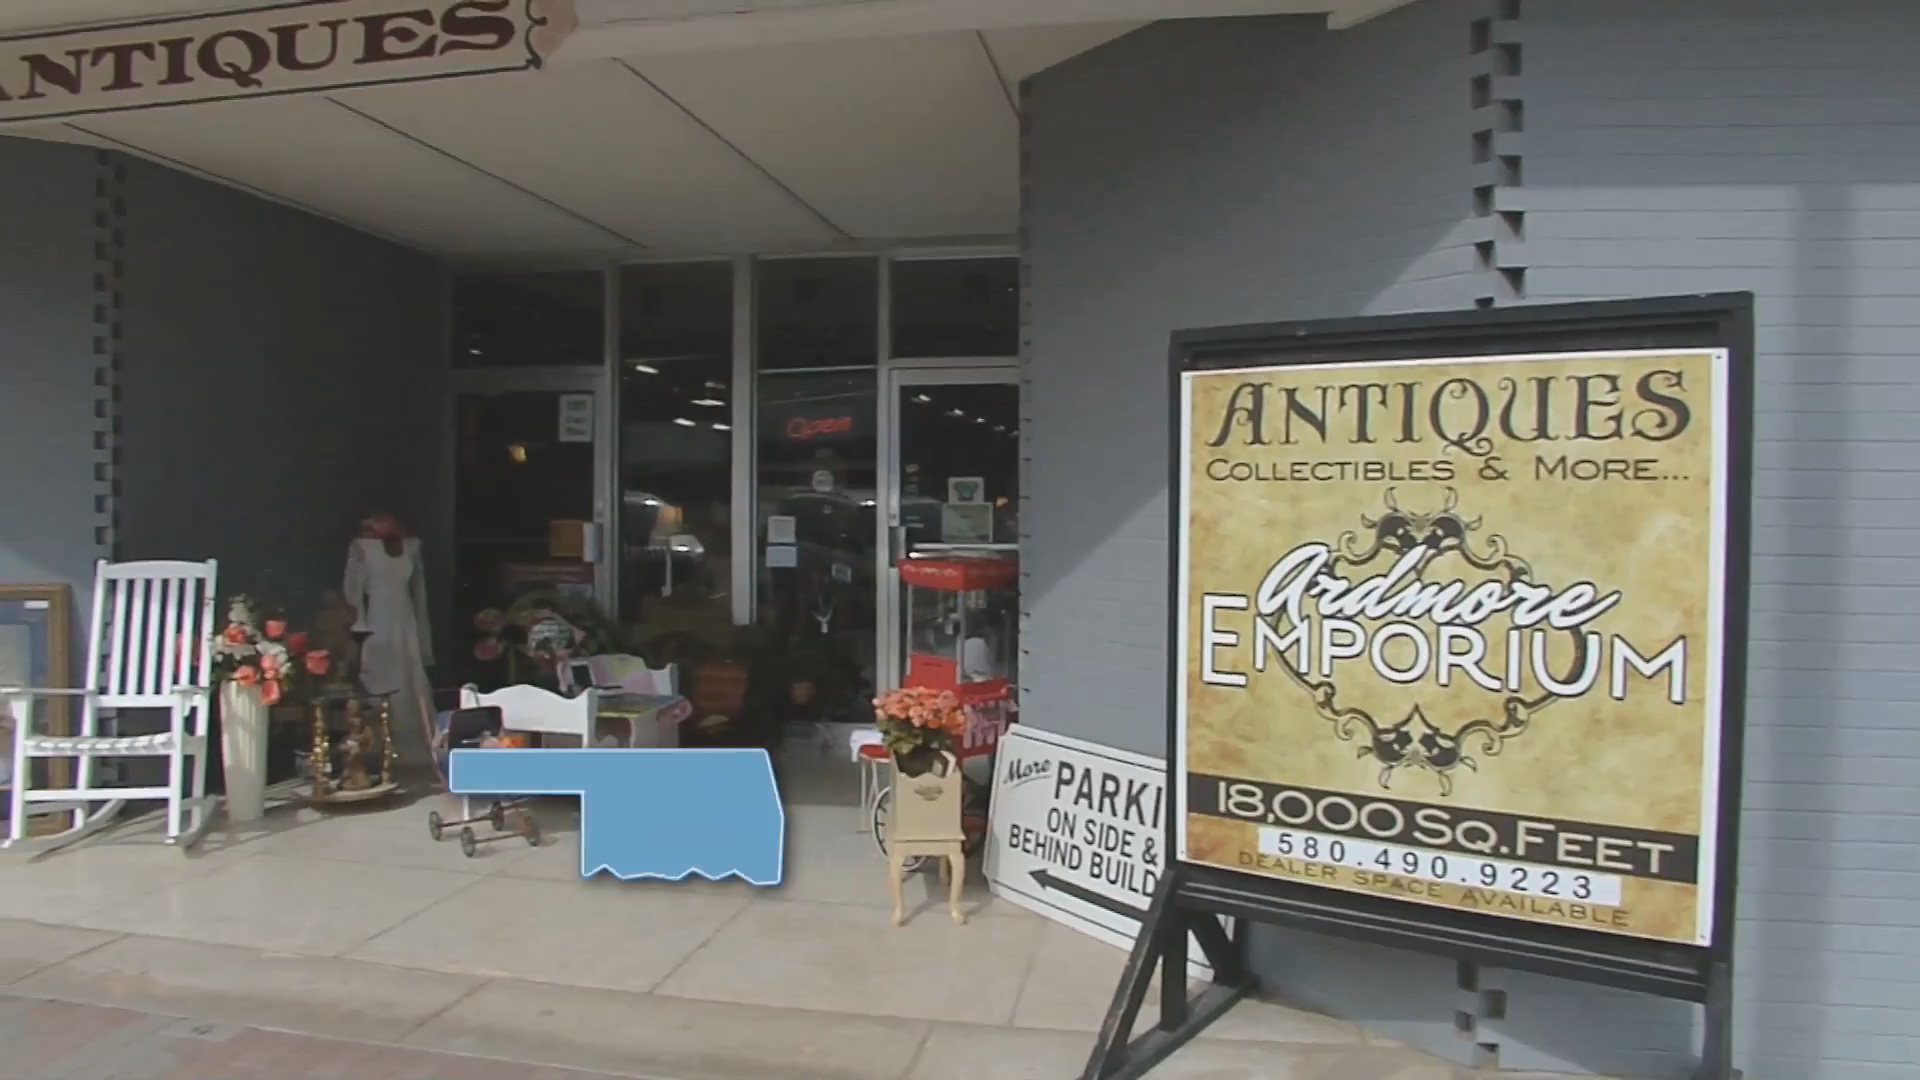 ANTIQUES
Open
ANTIQUES
COLLECTIBLES & MORE...
Ardmore
EMPORIUM
18,000 SQ. FEET
580.490.9223
DEALER SPACE AVAILABLE
More PARKI
ON SIDE &
BEHIND BUILD